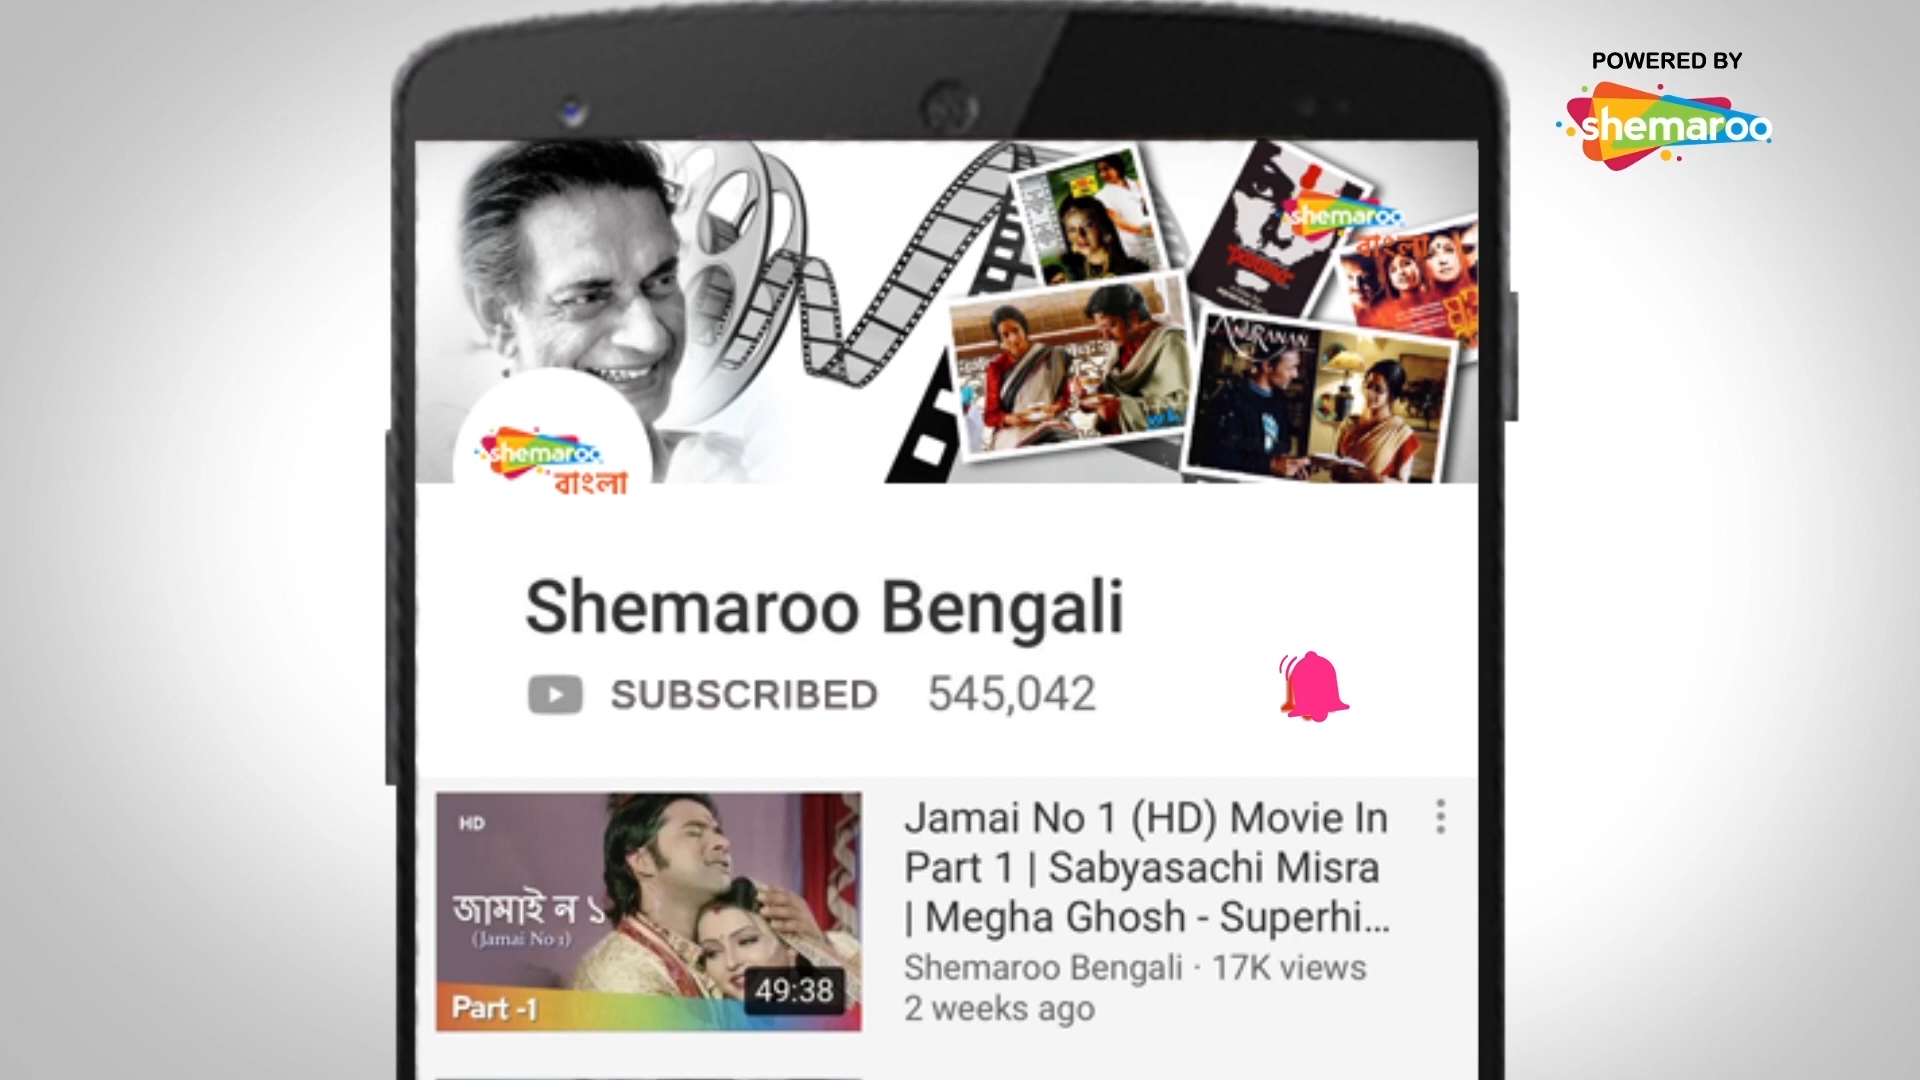 POWERED BY
shemaroo
shemaroo
বাংলা
ANURANAN
shemaroo
বাংলা
Shemaroo Bengali
SUBSCRIBED 545,042
HD
জামাই ন ১
(Jamai No 1)
Part -1
49:38
Jamai No 1 (HD) Movie In
Part 1 | Sabyasachi Misra
| Megha Ghosh - Superhi...
Shemaroo Bengali · 17K views
2 weeks ago